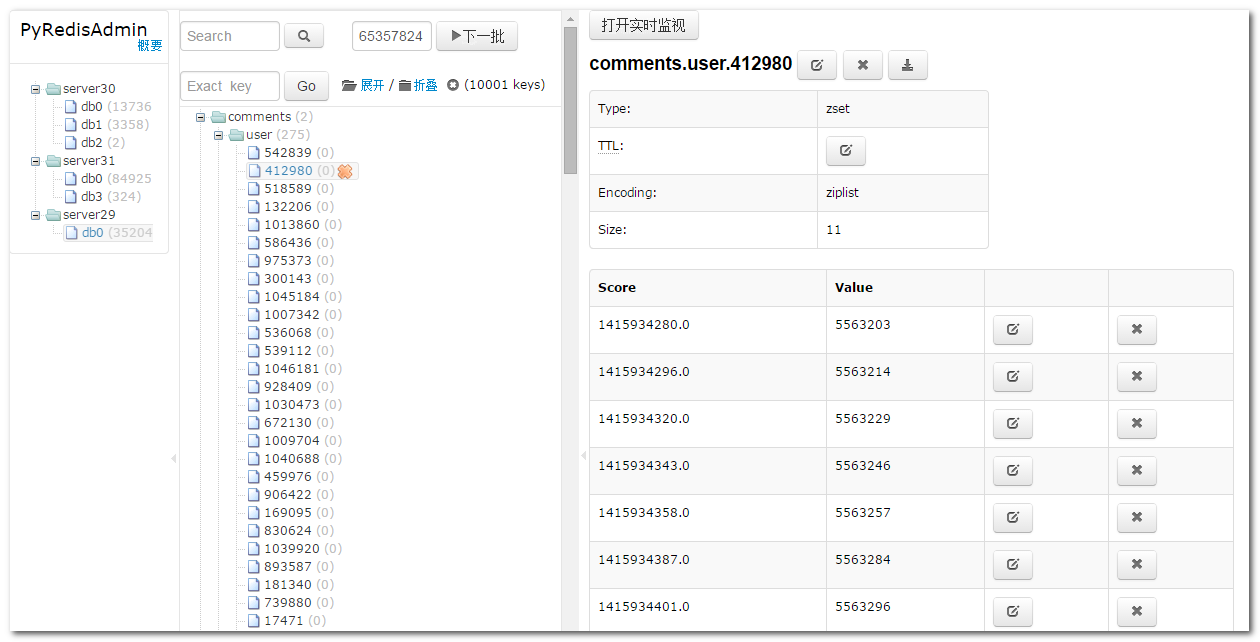 PyRedisAdmin
概要
server30
db0 (13736
db1 (3358)
db2 (2)
server31
db0 (84925
db3 (324)
server29
db0 (35204
Search
65357824
下一批
Exact key
Go
展开 / 折叠
(10001 keys)
comments (2)
user (275)
542839 (0)
412980 (0)
518589 (0)
132206 (0)
1013860 (0)
586436 (0)
975373 (0)
300143 (0)
1045184 (0)
1007342 (0)
536068 (0)
539112 (0)
1046181 (0)
928409 (0)
1030473 (0)
672130 (0)
1009704 (0)
1040688 (0)
459976 (0)
906422 (0)
169095 (0)
830624 (0)
1039920 (0)
893587 (0)
181340 (0)
739880 (0)
17471 (0)
打开实时监视
comments.user.412980
Type: zset
TTL:
Encoding: ziplist
Size: 11
Score Value
1415934280.0 5563203
1415934296.0 5563214
1415934320.0 5563229
1415934343.0 5563246
1415934358.0 5563257
1415934387.0 5563284
1415934401.0 5563296